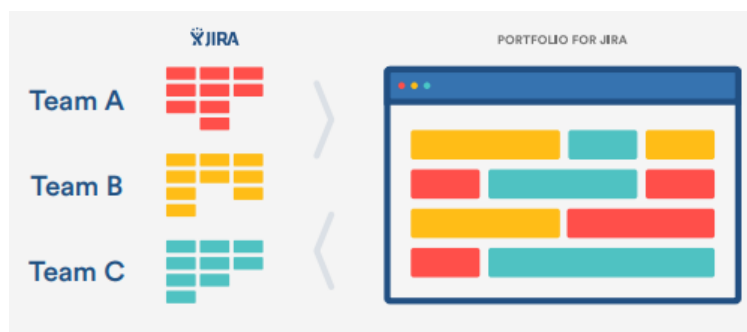 JIRA
PORTFOLIO FOR JIRA
Team A
Team B
Team C